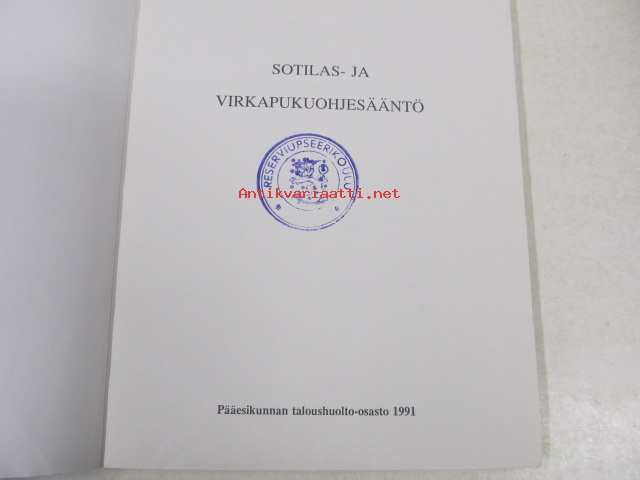 SOTILAS- JA
VIRKAPUKUOHJESÄÄNTÖ
RESERVIUPSEERIKOULU
Antikvariaatti.net
Pääesikunnan taloushuolto-osasto 1991